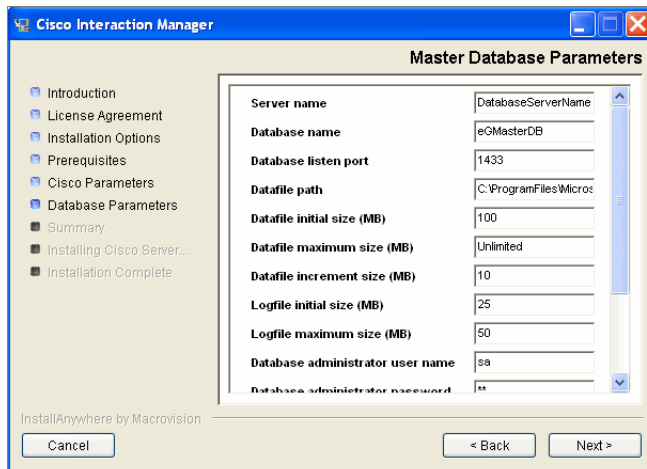 Cisco Interaction Manager
Master Database Parameters
Introduction
License Agreement
Installation Options
Prerequisites
Cisco Parameters
Database Parameters
Summary
Installing Cisco Server...
Installation Complete
Server name DatabaseServerName
Database name eGMasterDB
Database listen port 1433
Datafile path C:\ProgramFiles\Micros
Datafile initial size (MB) 100
Datafile maximum size (MB) Unlimited
Datafile increment size (MB) 10
Logfile initial size (MB) 25
Logfile maximum size (MB) 50
Database administrator user name sa
Database administrator password **
InstallAnywhere by Macrovision
Cancel < Back Next >